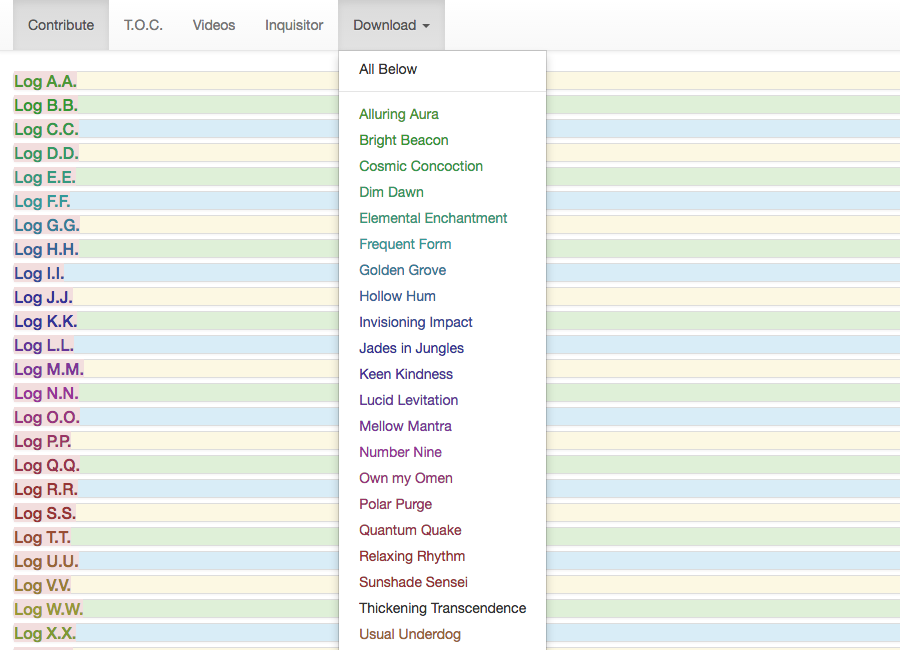 Contribute T.O.C. Videos Inquisitor Download
All Below
Alluring Aura
Bright Beacon
Cosmic Concoction
Dim Dawn
Elemental Enchantment
Frequent Form
Golden Grove
Hollow Hum
Invisioning Impact
Jades in Jungles
Keen Kindness
Lucid Levitation
Mellow Mantra
Number Nine
Own my Omen
Polar Purge
Quantum Quake
Relaxing Rhythm
Sunshade Sensei
Thickening Transcendence
Usual Underdog
Log A.A.
Log B.B.
Log C.C.
Log D.D.
Log E.E.
Log F.F.
Log G.G.
Log H.H.
Log I.I.
Log J.J.
Log K.K.
Log L.L.
Log M.M.
Log N.N.
Log O.O.
Log P.P.
Log Q.Q.
Log R.R.
Log S.S.
Log T.T.
Log U.U.
Log V.V.
Log W.W.
Log X.X.